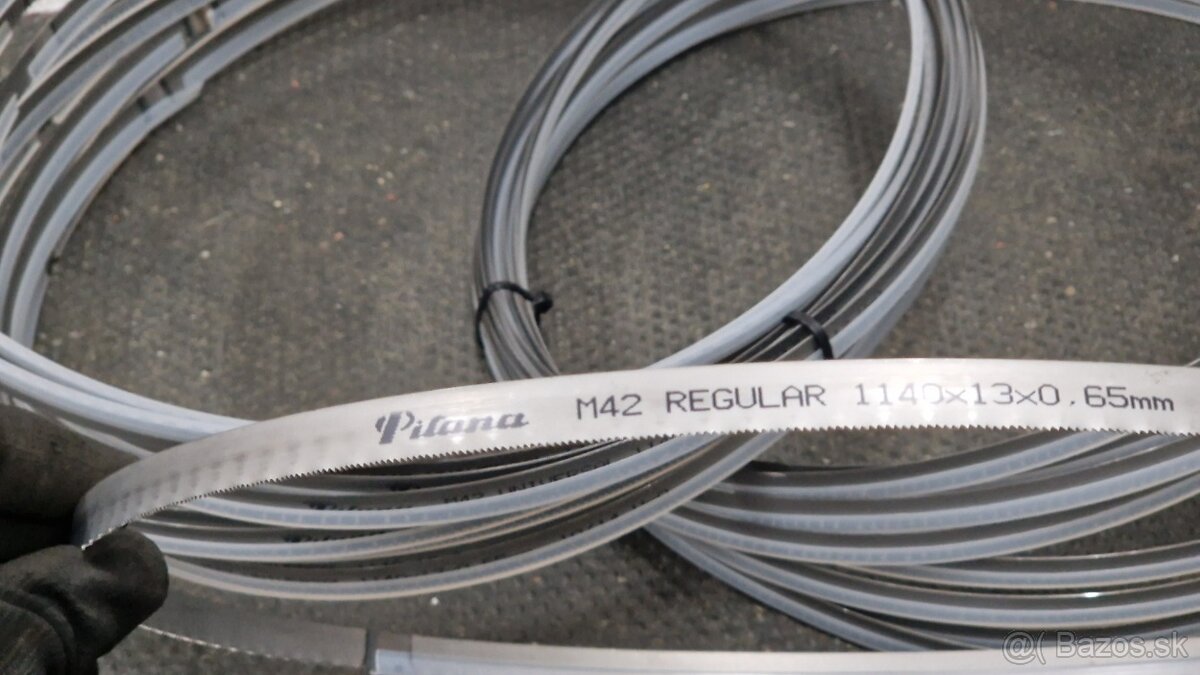 Pilana M42 REGULAR 1140x13x0.65mm
@( Bazos.sk